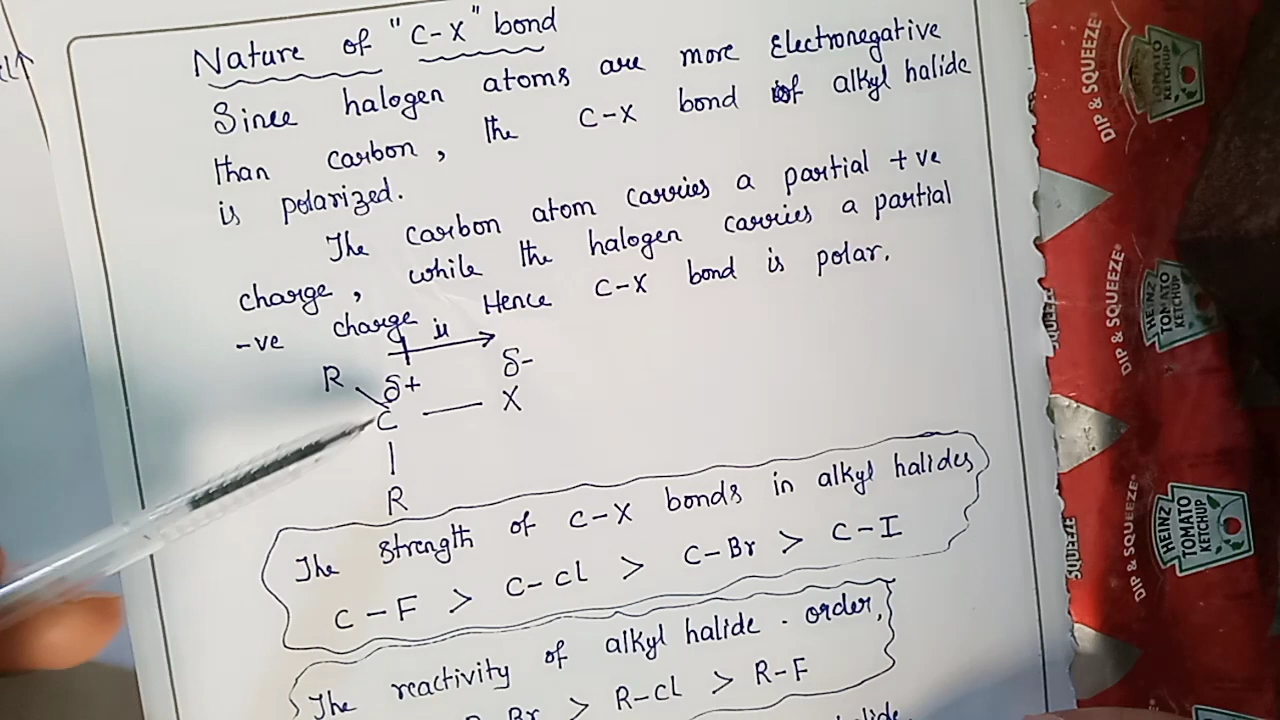 Nature of "C-X" bond
Since halogen atoms are more Electronegative
than carbon, the C-X bond of alkyl halide
is polarized.
The carbon atom carries a partial +ve
charge, while the halogen carries a partial
-ve charge. Hence C-X bond is polar.
R δ+ δ-
C — X
R
The strength of C-X bonds in alkyl halides
C-F > C-Cl > C-Br > C-I
The reactivity of alkyl halide order,
Br > R-Cl > R-F
DIP & SQUEEZE®
TOMATO
KETCHUP
DIP & SQUEEZE®
HEINZ
TOMATO
KETCHUP
SQUEEZE
DIP & SQUEEZE®
HEINZ
TOMATO
KETCHUP
SQUEEZE